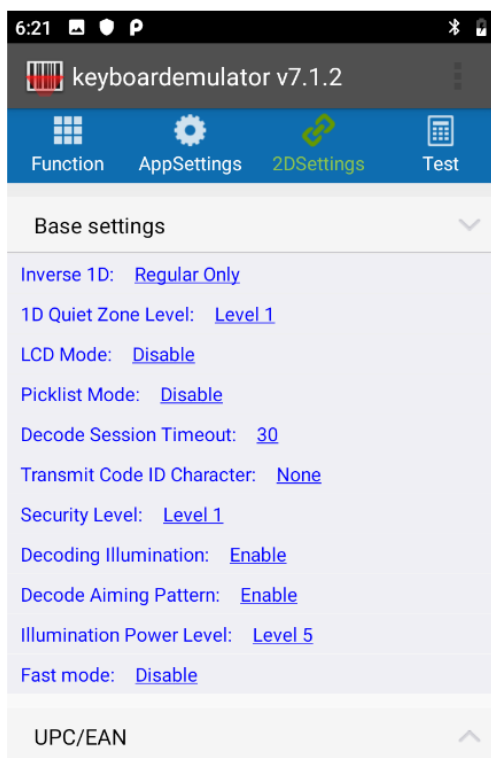 6:21
keyboardemulator v7.1.2
Function AppSettings 2DSettings Test
Base settings
Inverse 1D: Regular Only
1D Quiet Zone Level: Level 1
LCD Mode: Disable
Picklist Mode: Disable
Decode Session Timeout: 30
Transmit Code ID Character: None
Security Level: Level 1
Decoding Illumination: Enable
Decode Aiming Pattern: Enable
Illumination Power Level: Level 5
Fast mode: Disable
UPC/EAN